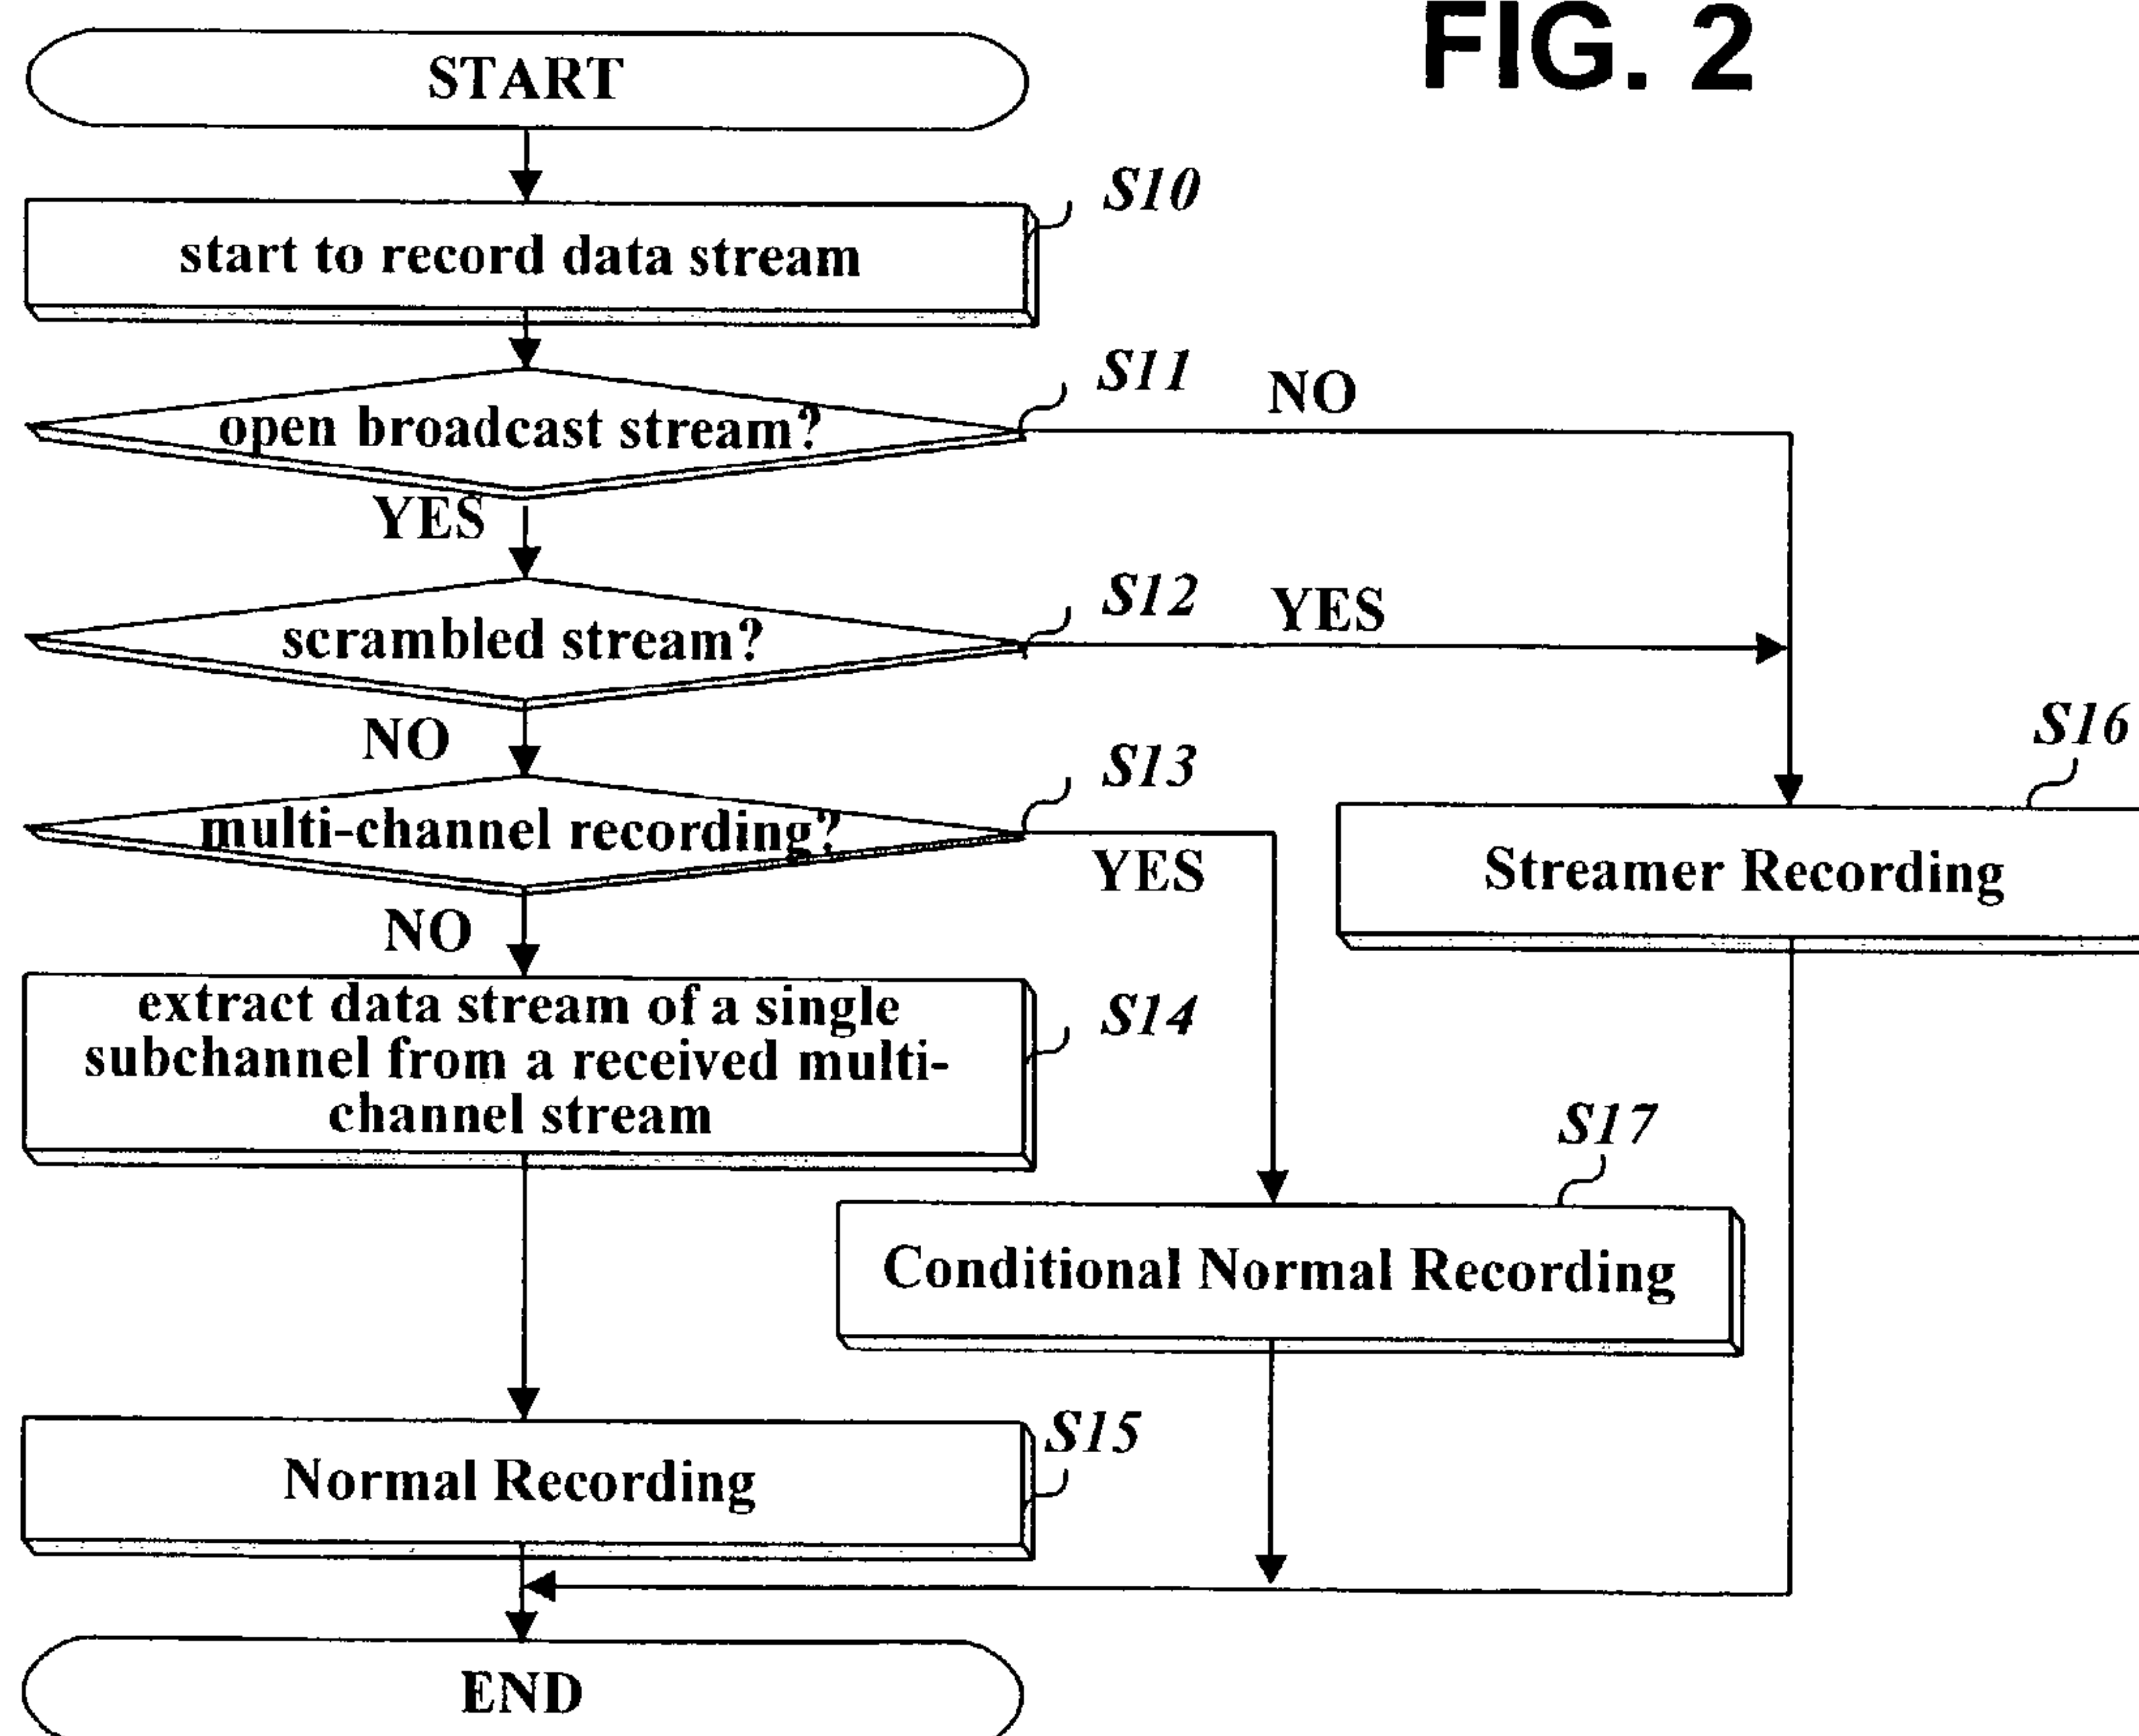 FIG. 2
START
S10
start to record data stream
S11
NO
open broadcast stream?
YES
S12
YES
scrambled stream?
NO
S13
multi-channel recording?
YES
NO
S16
Streamer Recording
extract data stream of a single
subchannel from a received multi-
channel stream
S14
S17
Conditional Normal Recording
S15
Normal Recording
END